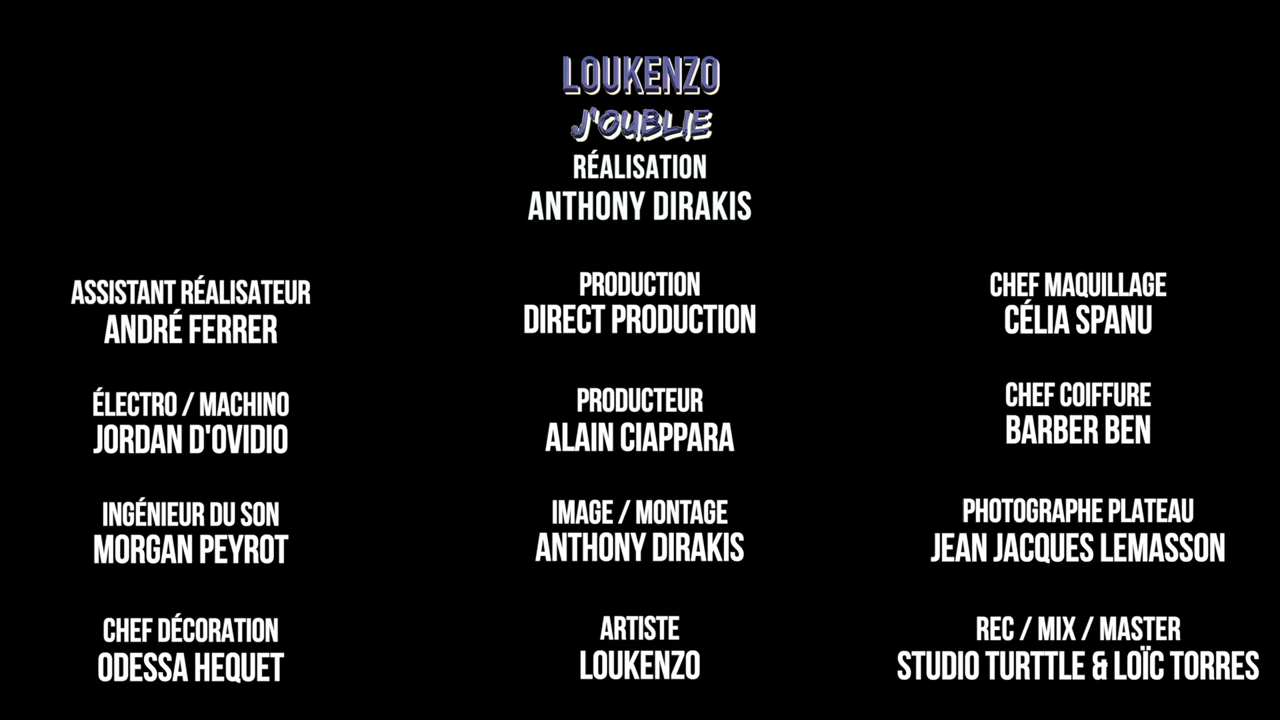 LOUKENZO
J'OUBLIE
RÉALISATION
ANTHONY DIRAKIS
ASSISTANT RÉALISATEUR
ANDRÉ FERRER
ÉLECTRO / MACHINO
JORDAN D'OVIDIO
INGÉNIEUR DU SON
MORGAN PEYROT
CHEF DÉCORATION
ODESSA HEQUET
PRODUCTION
DIRECT PRODUCTION
PRODUCTEUR
ALAIN CIAPPARA
IMAGE / MONTAGE
ANTHONY DIRAKIS
ARTISTE
LOUKENZO
CHEF MAQUILLAGE
CÉLIA SPANU
CHEF COIFFURE
BARBER BEN
PHOTOGRAPHE PLATEAU
JEAN JACQUES LEMASSON
REC / MIX / MASTER
STUDIO TURTTLE & LOÏC TORRES